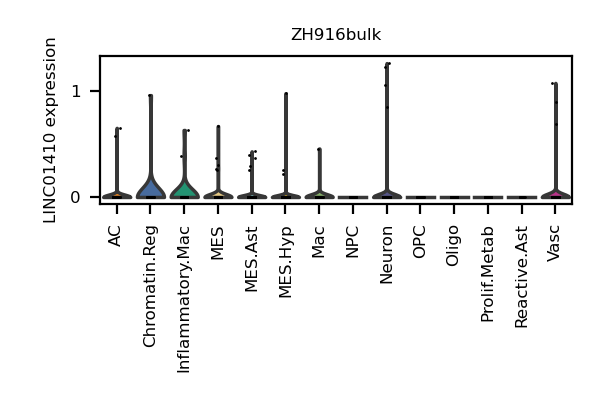 ZH916bulk
LINC01410 expression
1
0
AC
Chromatin.Reg
Inflammatory.Mac
MES
MES.Ast
MES.Hyp
Mac
NPC
Neuron
OPC
Oligo
Prolif.Metab
Reactive.Ast
Vasc